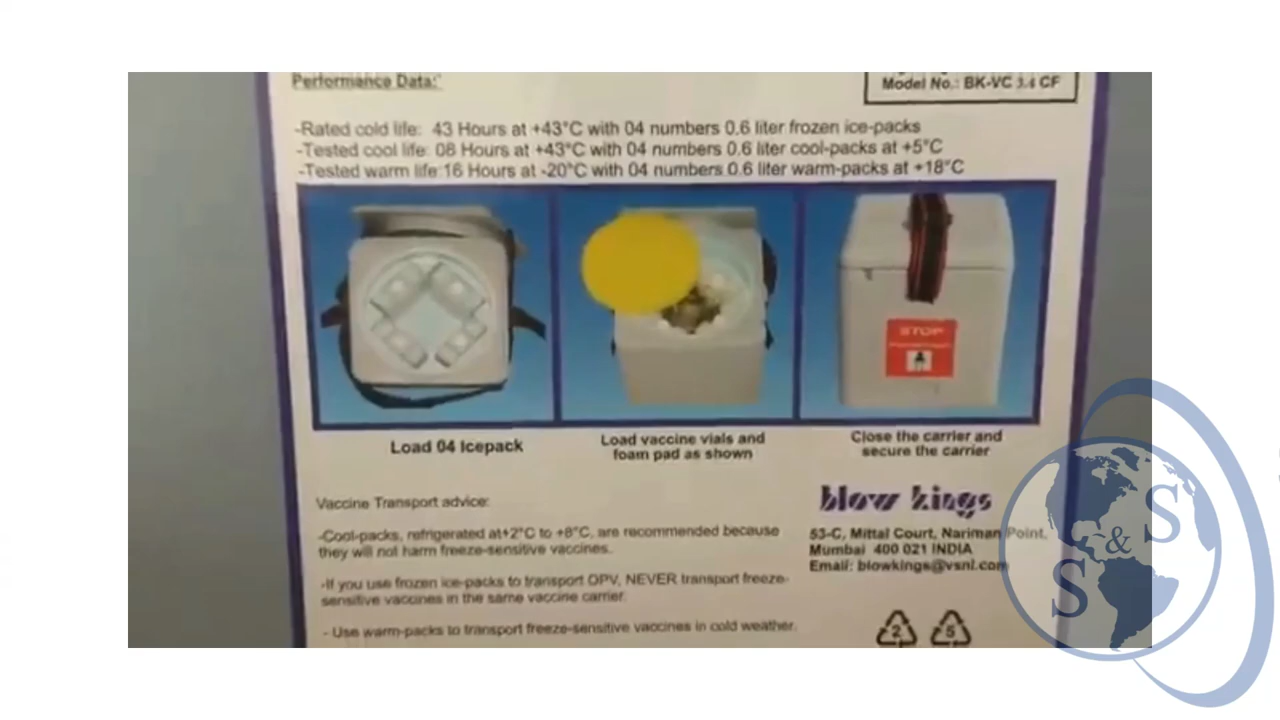 Performance Data:
Model No.: BK-VC 3.4 CF
-Rated cold life: 43 Hours at +43°C with 04 numbers 0.6 liter frozen ice-packs
-Tested cool life: 08 Hours at +43°C with 04 numbers 0.6 liter cool-packs at +5°C
-Tested warm life:16 Hours at -20°C with 04 numbers 0.6 liter warm-packs at +18°C
STOP
Load 04 Icepack
Load vaccine vials and
foam pad as shown
Close the carrier and
secure the carrier
Vaccine Transport advice:
-Cool-packs, refrigerated at+2°C to +8°C, are recommended because
they will not harm freeze-sensitive vaccines.
-If you use frozen ice-packs to transport OPV, NEVER transport freeze-
sensitive vaccines in the same vaccine carrier.
- Use warm-packs to transport freeze-sensitive vaccines in cold weather.
blow kings
53-C, Mittal Court, Nariman Point,
Mumbai 400 021 INDIA
Email: blowkings@vsnl.com
2 5
S & S